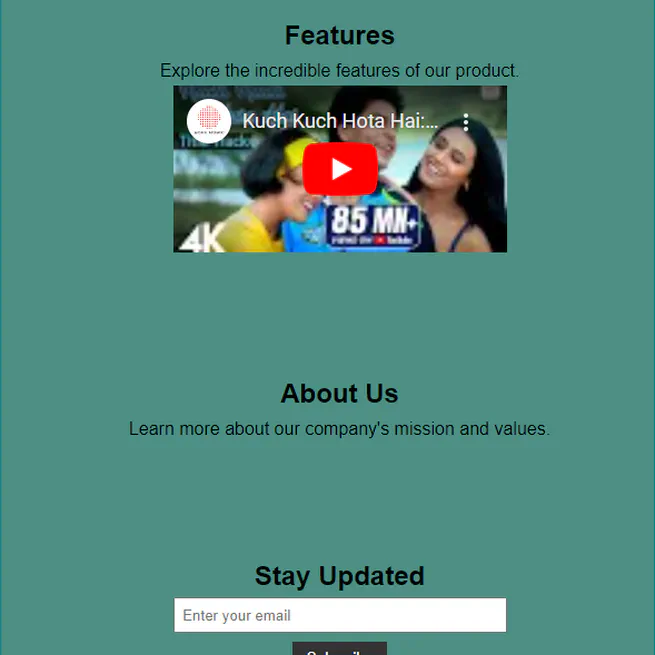 Features
Explore the incredible features of our product.
Kuch Kuch Hota Hai:...
85 MN+
4K
About Us
Learn more about our company's mission and values.
Stay Updated
Enter your email